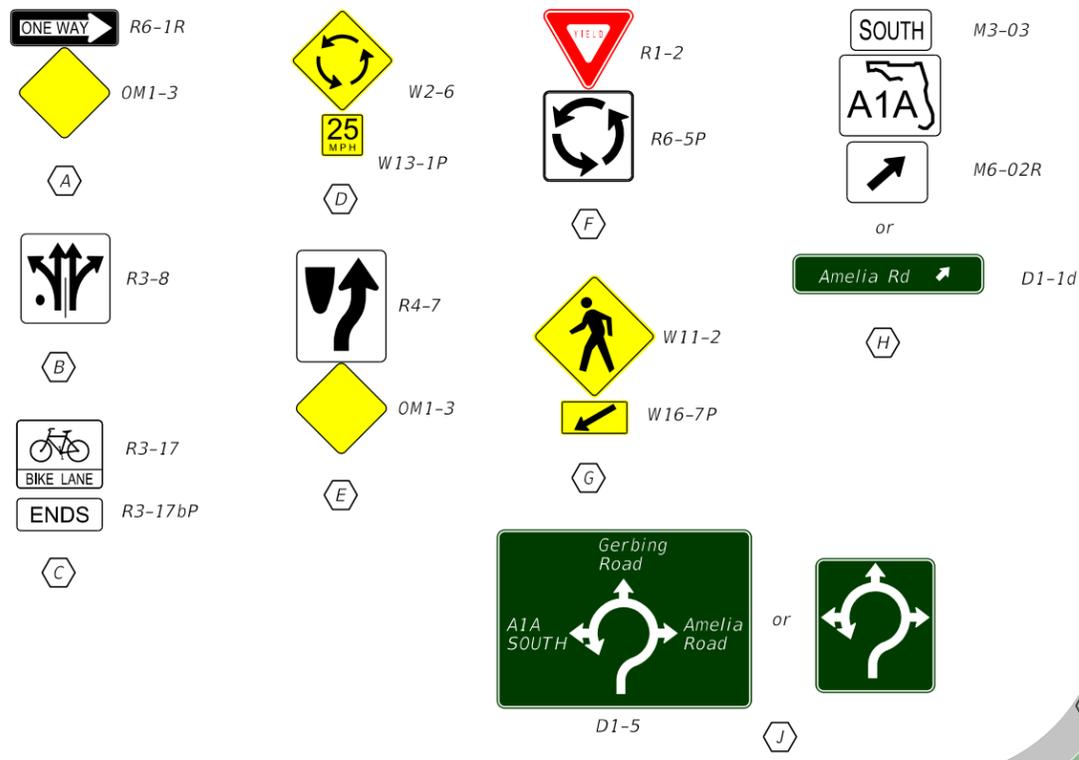 ONE WAY
R6-1R
OM1-3
A
R3-8
B
BIKE LANE
R3-17
ENDS
R3-17bP
C
W2-6
25
MPH
W13-1P
D
R4-7
OM1-3
E
YIELD
R1-2
R6-5P
F
W11-2
W16-7P
G
SOUTH
M3-03
A1A
M6-02R
or
Amelia Rd
D1-1d
H
Gerbing
Road
A1A
SOUTH
Amelia
Road
D1-5
or
J